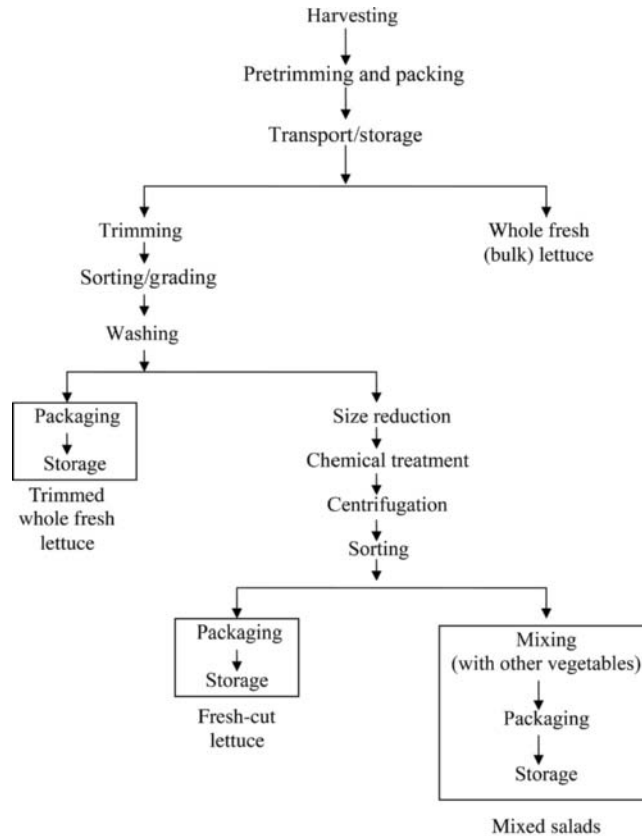 Harvesting
Pretrimming and packing
Transport/storage
Trimming
Whole fresh
(bulk) lettuce
Sorting/grading
Washing
Packaging
Storage
Trimmed
whole fresh
lettuce
Size reduction
Chemical treatment
Centrifugation
Sorting
Packaging
Storage
Fresh-cut
lettuce
Mixing
(with other vegetables)
Packaging
Storage
Mixed salads